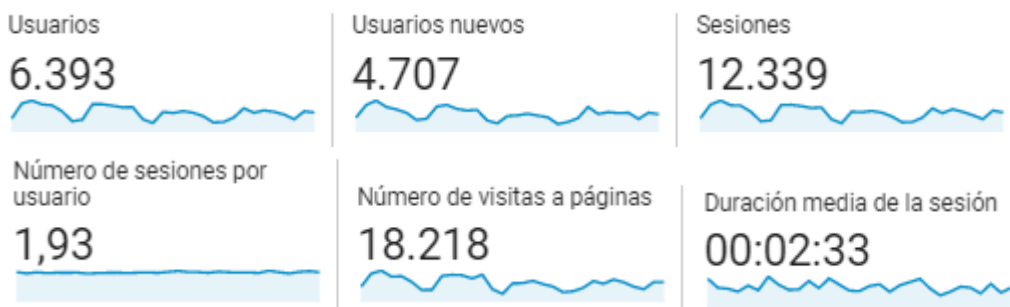 Usuarios
6.393
Usuarios nuevos
4.707
Sesiones
12.339
Número de sesiones por
usuario
1,93
Número de visitas a páginas
18.218
Duración media de la sesión
00:02:33